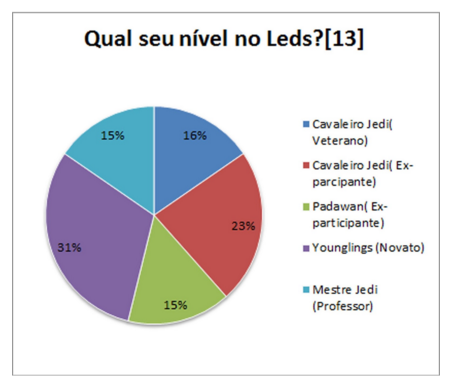 Qual seu nível no Leds?[13]
15%
16%
23%
15%
31%
Cavaleiro Jedi(
Veterano)
Cavaleiro Jedi( Ex-
parcipante)
Padawan( Ex-
participante)
Younglings (Novato)
Mestre Jedi
(Professor)